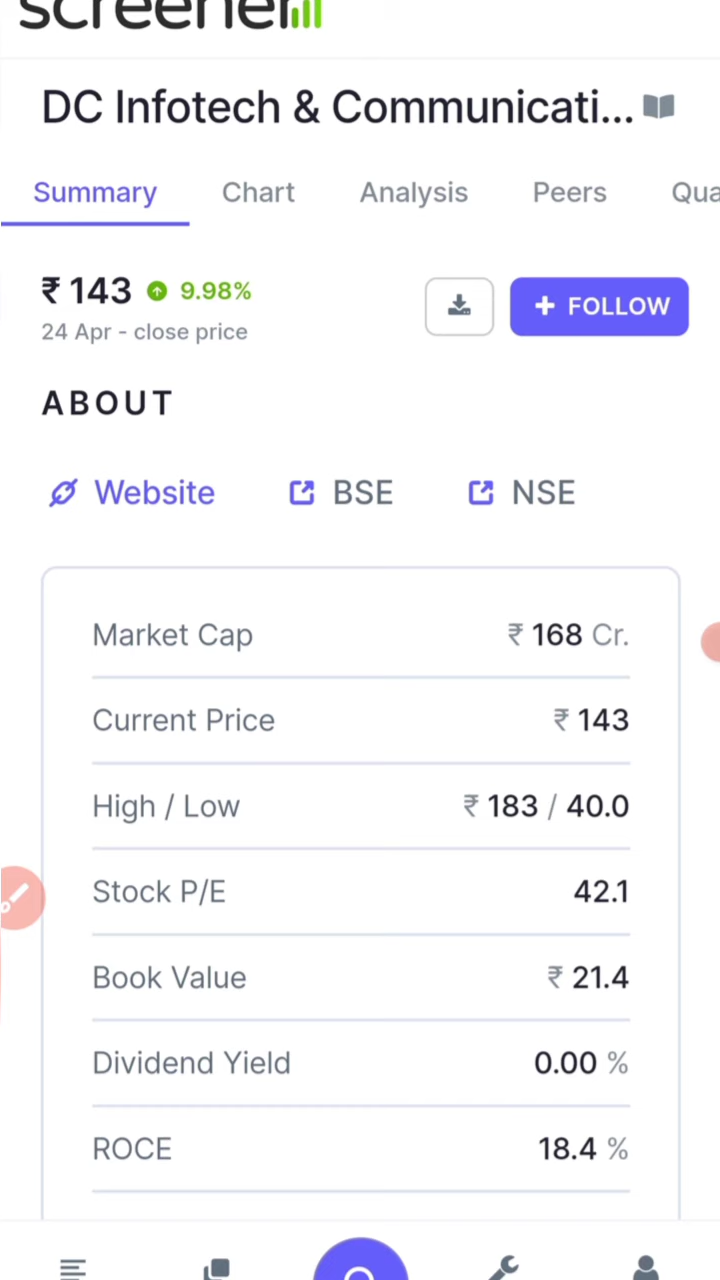 screener
DC Infotech & Communicati...
Summary Chart Analysis Peers Qua
₹ 143 9.98%
24 Apr - close price
+ FOLLOW
ABOUT
Website BSE NSE
Market Cap ₹ 168 Cr.
Current Price ₹ 143
High / Low ₹ 183 / 40.0
Stock P/E 42.1
Book Value ₹ 21.4
Dividend Yield 0.00 %
ROCE 18.4 %